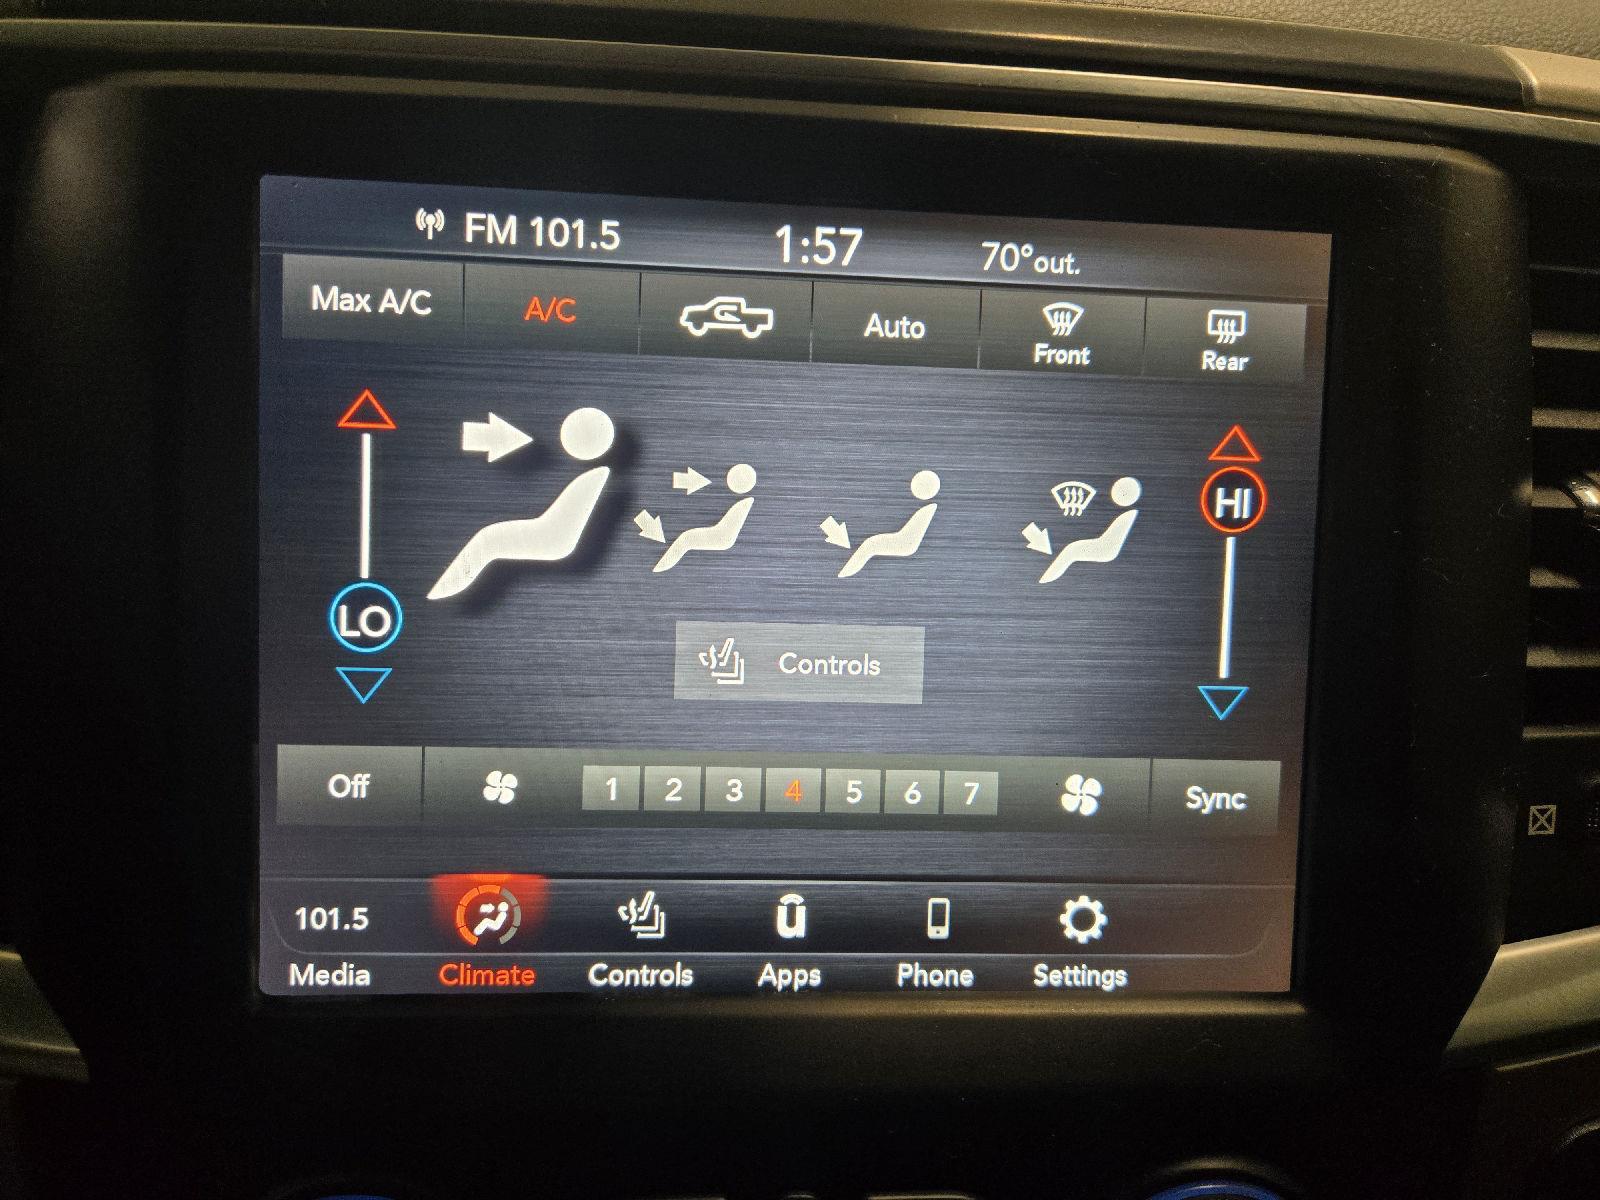 FM 101.5 1:57 70°out.
Max A/C A/C Auto Front Rear
HI
LO
Controls
Off 1 2 3 4 5 6 7 Sync
101.5
Media Climate Controls Apps Phone Settings